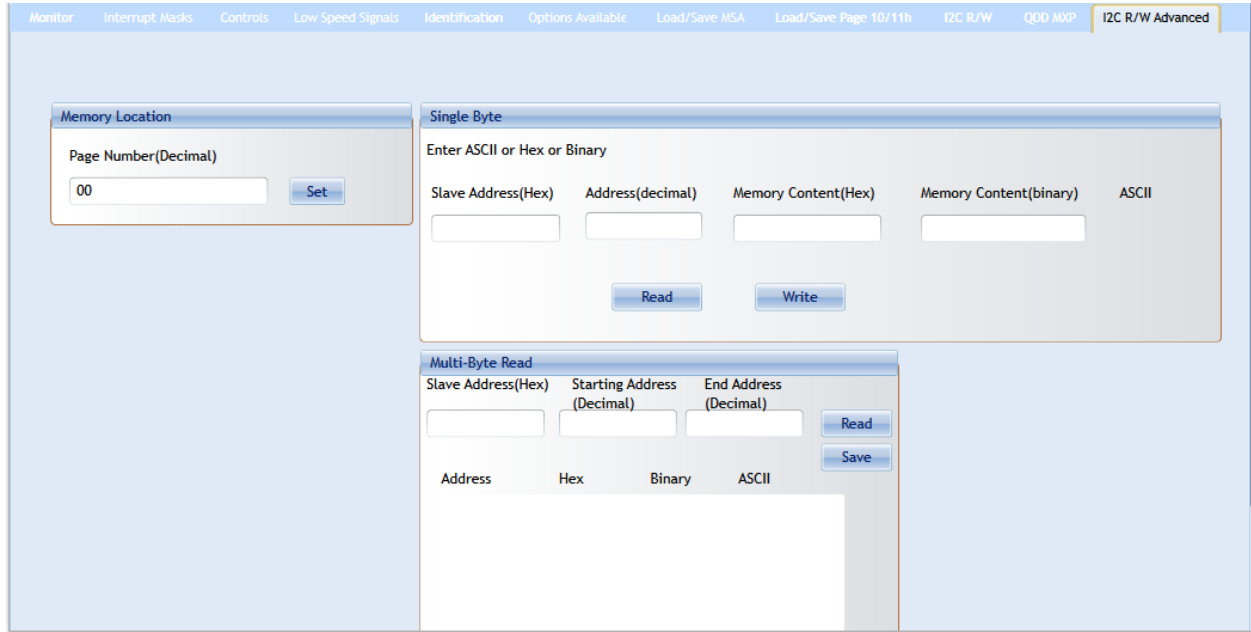 Monitor Interrupt Masks Controls Low Speed Signals Identification Options Available Load/Save MSA Load/Save Page 10/11h I2C R/W QDD MXP I2C R/W Advanced
Memory Location
Page Number(Decimal)
00 Set
Single Byte
Enter ASCII or Hex or Binary
Slave Address(Hex) Address(decimal) Memory Content(Hex) Memory Content(binary) ASCII
Read Write
Multi-Byte Read
Slave Address(Hex) Starting Address (Decimal) End Address (Decimal)
Read
Save
Address Hex Binary ASCII